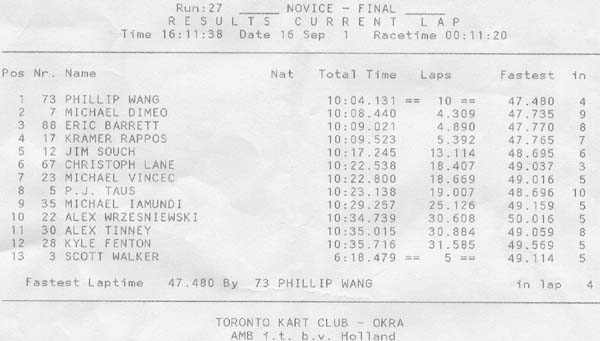 Run:27 _____ NOVICE - FINAL _____
RESULTS CURRENT LAP
Time 16:11:38 Date 16 Sep 1 Racetime 00:11:20
Pos Nr. Name Nat Total Time Laps Fastest in
1 73 PHILLIP WANG 10:04.131 == 10 == 47.480 4
2 7 MICHAEL DIMEO 10:08.440 4.309 47.735 9
3 88 ERIC BARRETT 10:09.021 4.890 47.770 8
4 17 KRAMER RAPPOS 10:09.523 5.392 47.765 7
5 12 JIM SOUCH 10:17.245 13.114 48.695 6
6 67 CHRISTOPH LANE 10:22.538 18.407 49.037 3
7 23 MICHAEL VINCEC 10:22.800 18.669 49.016 5
8 5 P.J. TAUS 10:23.138 19.007 48.696 10
9 35 MICHAEL IAMUNDI 10:29.257 25.126 49.159 5
10 22 ALEX WRZESNIEWSKI 10:34.739 30.608 50.016 5
11 30 ALEX TINNEY 10:35.015 30.884 49.059 8
12 28 KYLE FENTON 10:35.716 31.585 49.569 5
13 3 SCOTT WALKER 6:18.479 == 5 == 49.114 5
Fastest Laptime 47.480 By 73 PHILLIP WANG in lap 4
TORONTO KART CLUB - OKRA
AMB i.t. b.v. Holland